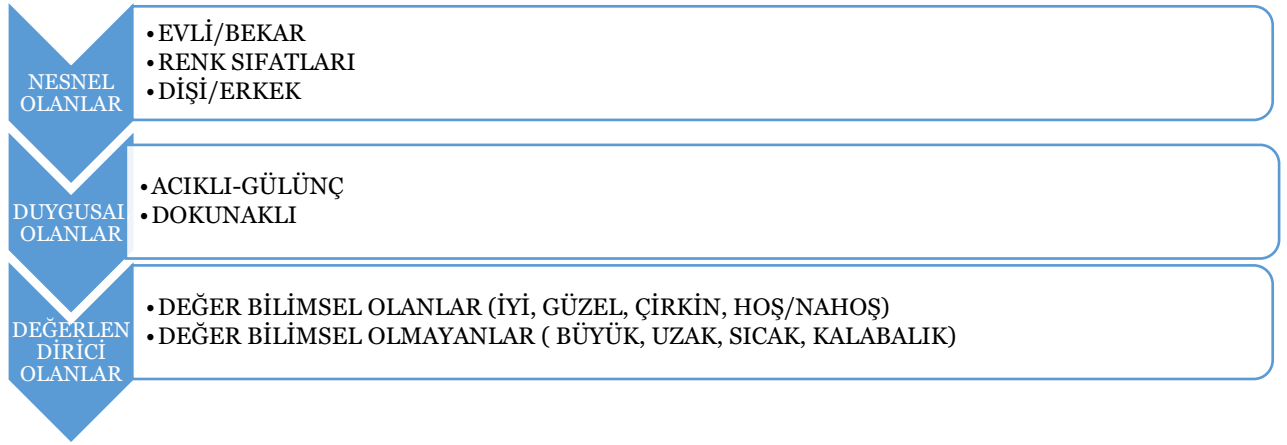 NESNEL
OLANLAR
•EVLİ/BEKAR
•RENK SIFATLARI
•DİŞİ/ERKEK
DUYGUSAL
OLANLAR
•ACIKLI-GÜLÜNÇ
•DOKUNAKLI
DEĞERLEN
DİRİCİ
OLANLAR
•DEĞER BİLİMSEL OLANLAR (İYİ, GÜZEL, ÇİRKİN, HOŞ/NAHOŞ)
•DEĞER BİLİMSEL OLMAYANLAR ( BÜYÜK, UZAK, SICAK, KALABALIK)